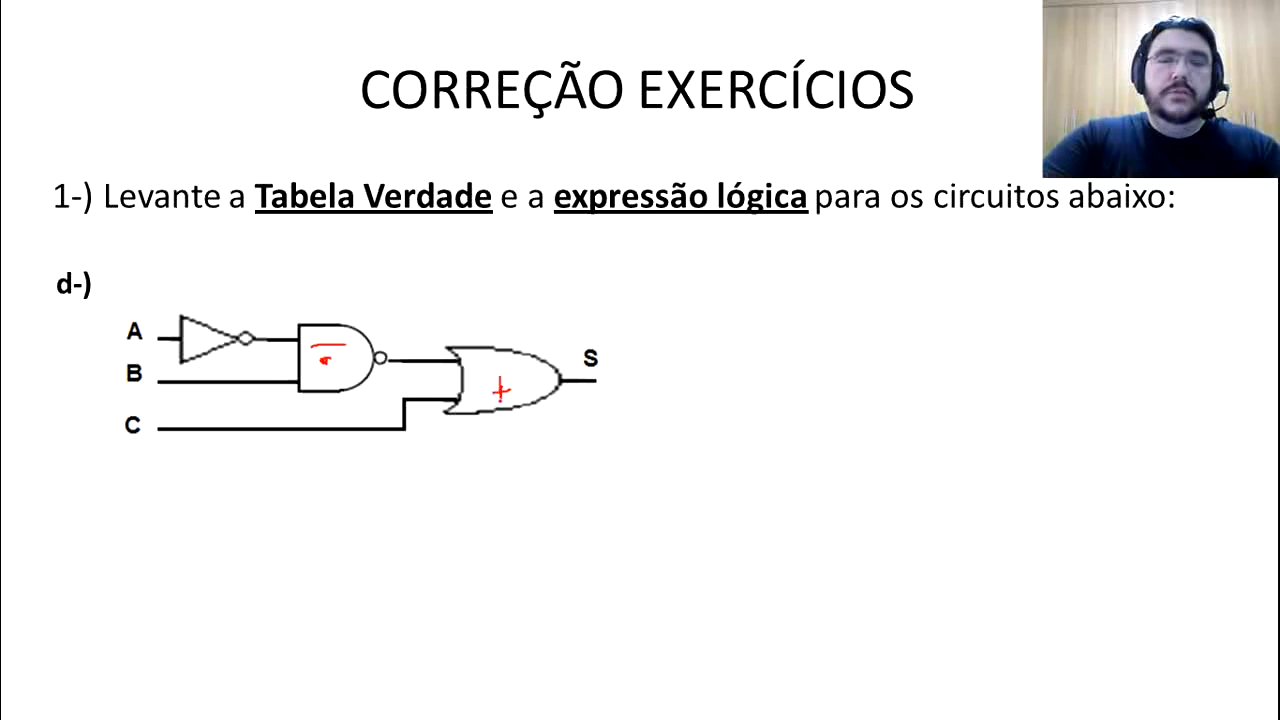 CORREÇÃO EXERCÍCIOS
1-) Levante a Tabela Verdade e a expressão lógica para os circuitos abaixo:
d-)
A
B
C
S
+